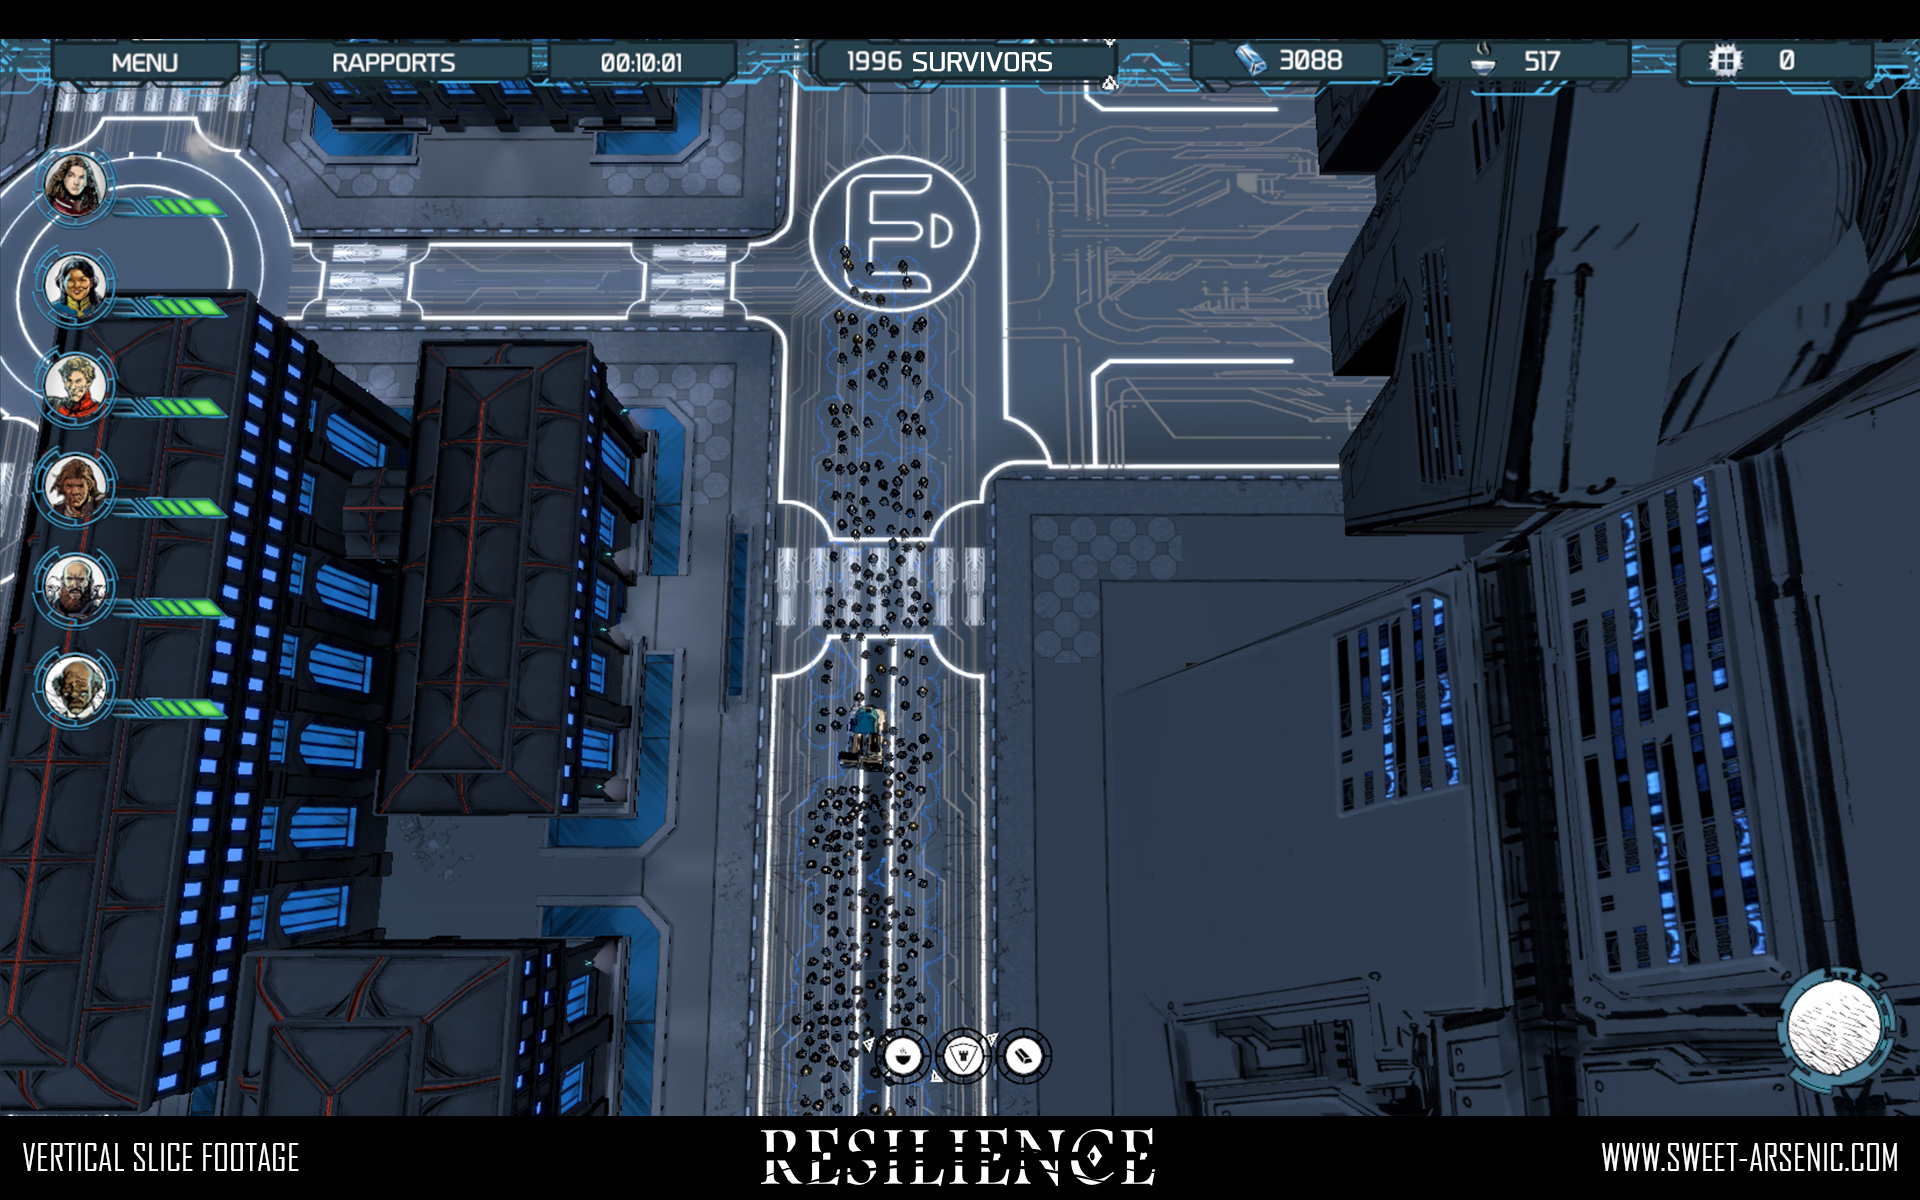 MENU
RAPPORTS
00:10:01
1996 SURVIVORS
3088
517
0
E
VERTICAL SLICE FOOTAGE
RESILIENCE
WWW.SWEET-ARSENIC.COM